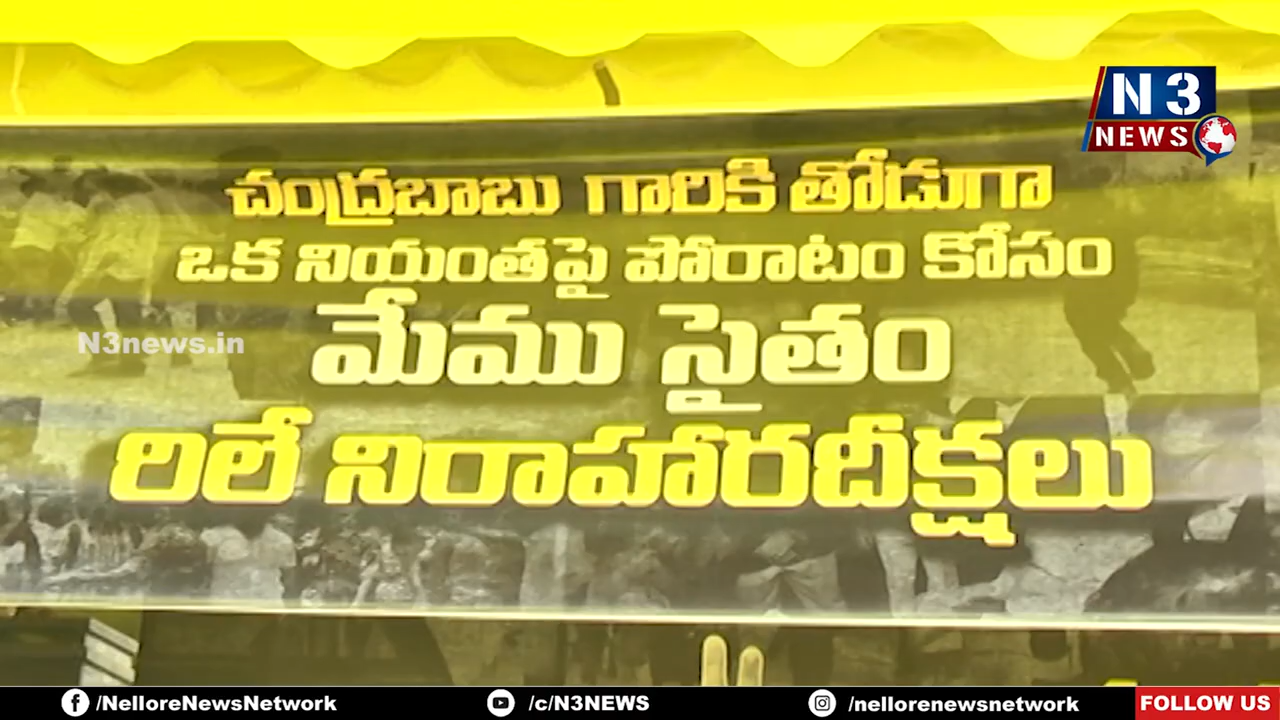 N3
NEWS
చంద్రబాబు గారికి తోడుగా
ఒక నియంతపై పోరాటం కోసం
N3news.in
మేము సైతం
రిలే నిరాహారదీక్షలు
/NelloreNewsNetwork
/c/N3NEWS
/nellorenewsnetwork
FOLLOW US